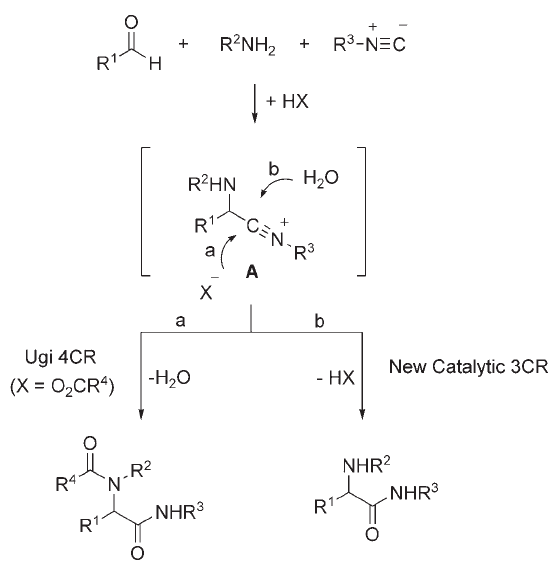 O
R¹ H + R²NH₂ + R³–N⁺≡C⁻
+ HX
R²HN b H₂O
R¹ C=N⁺
a R³
X⁻ A
a b
Ugi 4CR
(X = O₂CR⁴)
-H₂O
- HX
New Catalytic 3CR
O
R⁴ N R²
R¹ NHR³
O
NHR²
R¹ NHR³
O